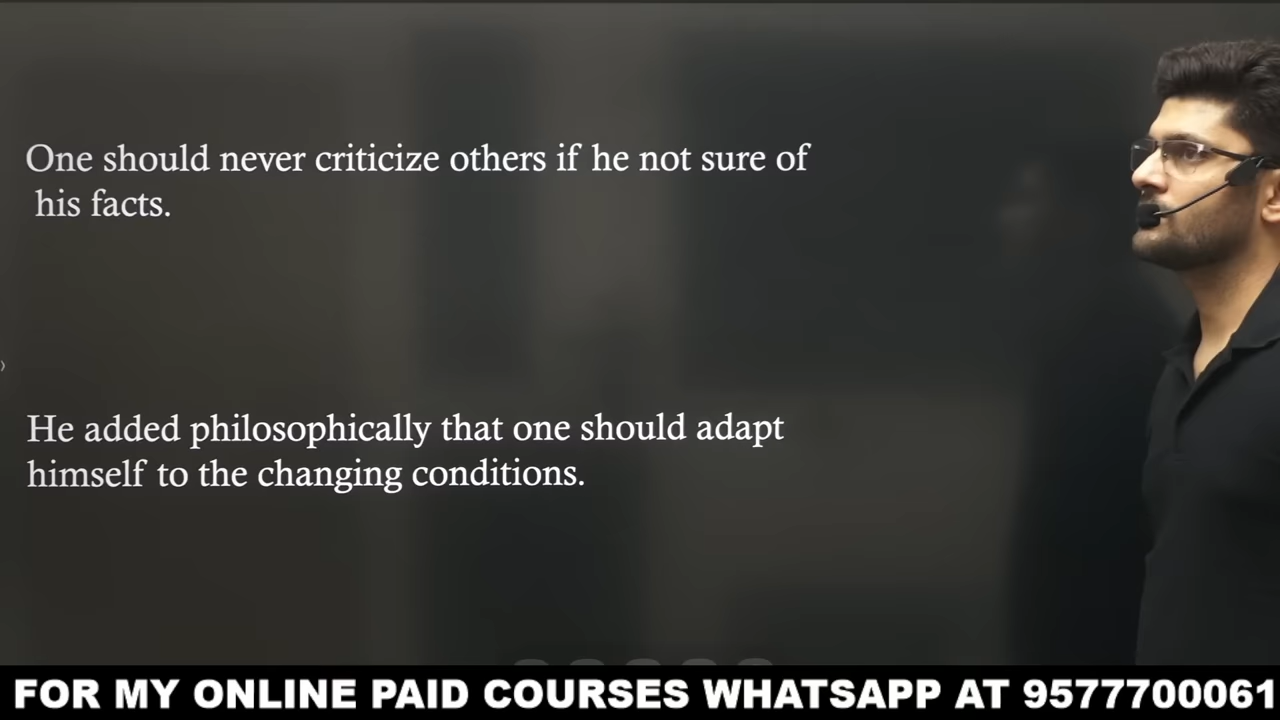 One should never criticize others if he not sure of
his facts.
He added philosophically that one should adapt
himself to the changing conditions.
FOR MY ONLINE PAID COURSES WHATSAPP AT 9577700061